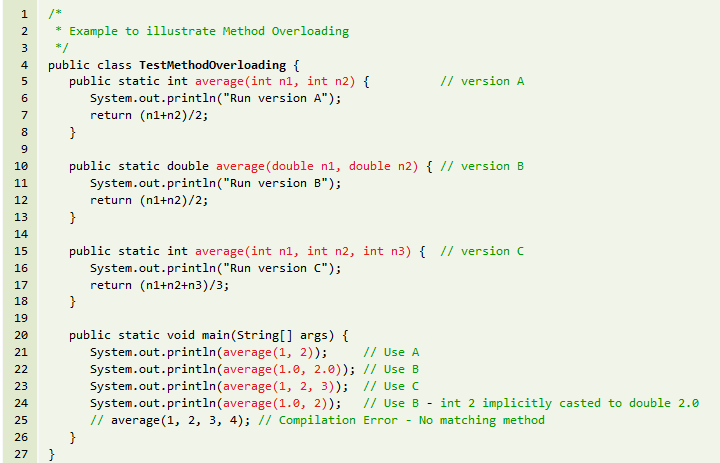 1 /*
2  * Example to illustrate Method Overloading
3  */
4 public class TestMethodOverloading {
5    public static int average(int n1, int n2) {          // version A
6       System.out.println("Run version A");
7       return (n1+n2)/2;
8    }
9
10    public static double average(double n1, double n2) { // version B
11       System.out.println("Run version B");
12       return (n1+n2)/2;
13    }
14
15    public static int average(int n1, int n2, int n3) {  // version C
16       System.out.println("Run version C");
17       return (n1+n2+n3)/3;
18    }
19
20    public static void main(String[] args) {
21       System.out.println(average(1, 2));     // Use A
22       System.out.println(average(1.0, 2.0)); // Use B
23       System.out.println(average(1, 2, 3));  // Use C
24       System.out.println(average(1.0, 2));   // Use B - int 2 implicitly casted to double 2.0
25       // average(1, 2, 3, 4); // Compilation Error - No matching method
26    }
27 }